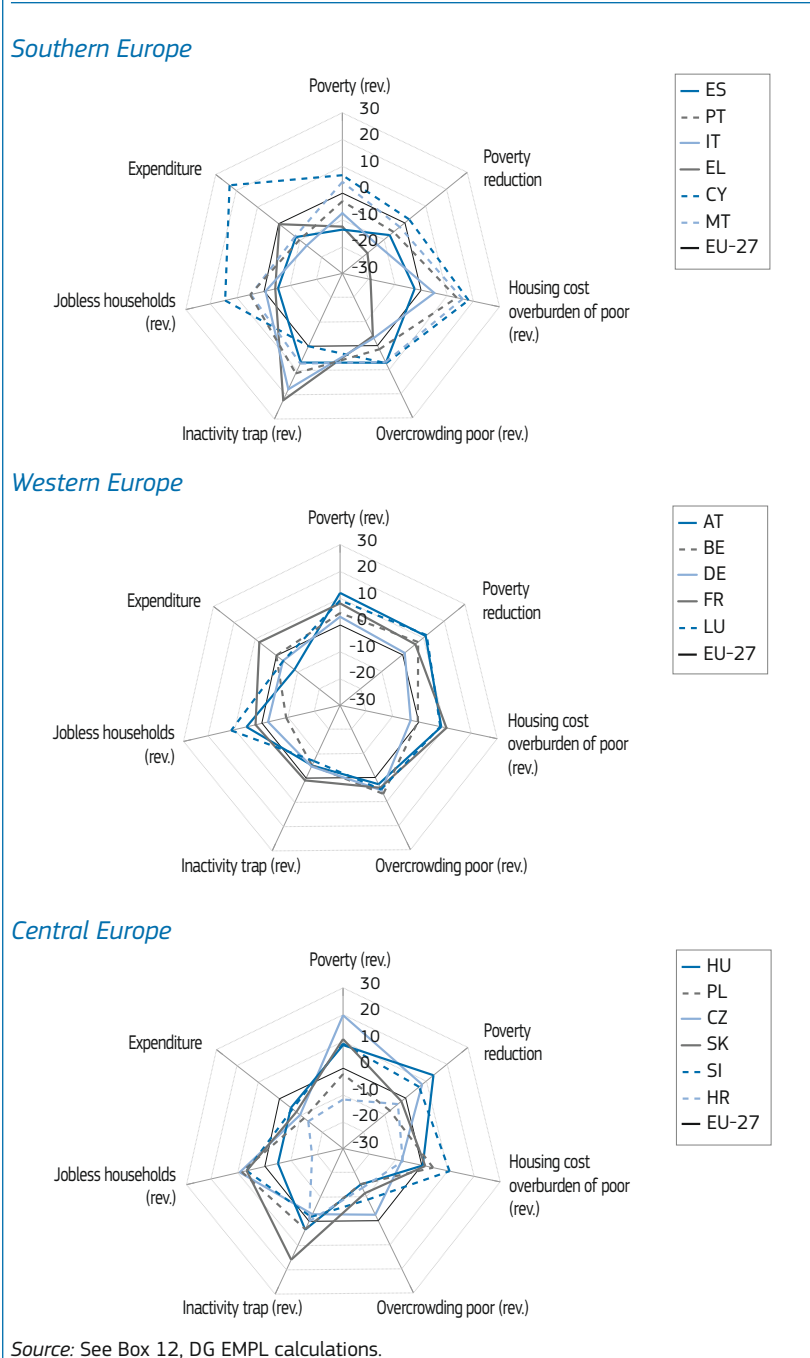 Southern Europe
Poverty (rev.)
30
20
10
0
-10
-20
-30
Poverty
reduction
Housing cost
overburden of poor
(rev.)
Overcrowding poor (rev.)
Inactivity trap (rev.)
Jobless households
(rev.)
Expenditure
ES
PT
IT
EL
CY
MT
EU-27
Western Europe
Poverty (rev.)
30
20
10
0
-10
-20
-30
Poverty
reduction
Housing cost
overburden of poor
(rev.)
Overcrowding poor (rev.)
Inactivity trap (rev.)
Jobless households
(rev.)
Expenditure
AT
BE
DE
FR
LU
EU-27
Central Europe
Poverty (rev.)
30
20
10
0
-10
-20
-30
Poverty
reduction
Housing cost
overburden of poor
(rev.)
Overcrowding poor (rev.)
Inactivity trap (rev.)
Jobless households
(rev.)
Expenditure
HU
PL
CZ
SK
SI
HR
EU-27
Source: See Box 12, DG EMPL calculations.